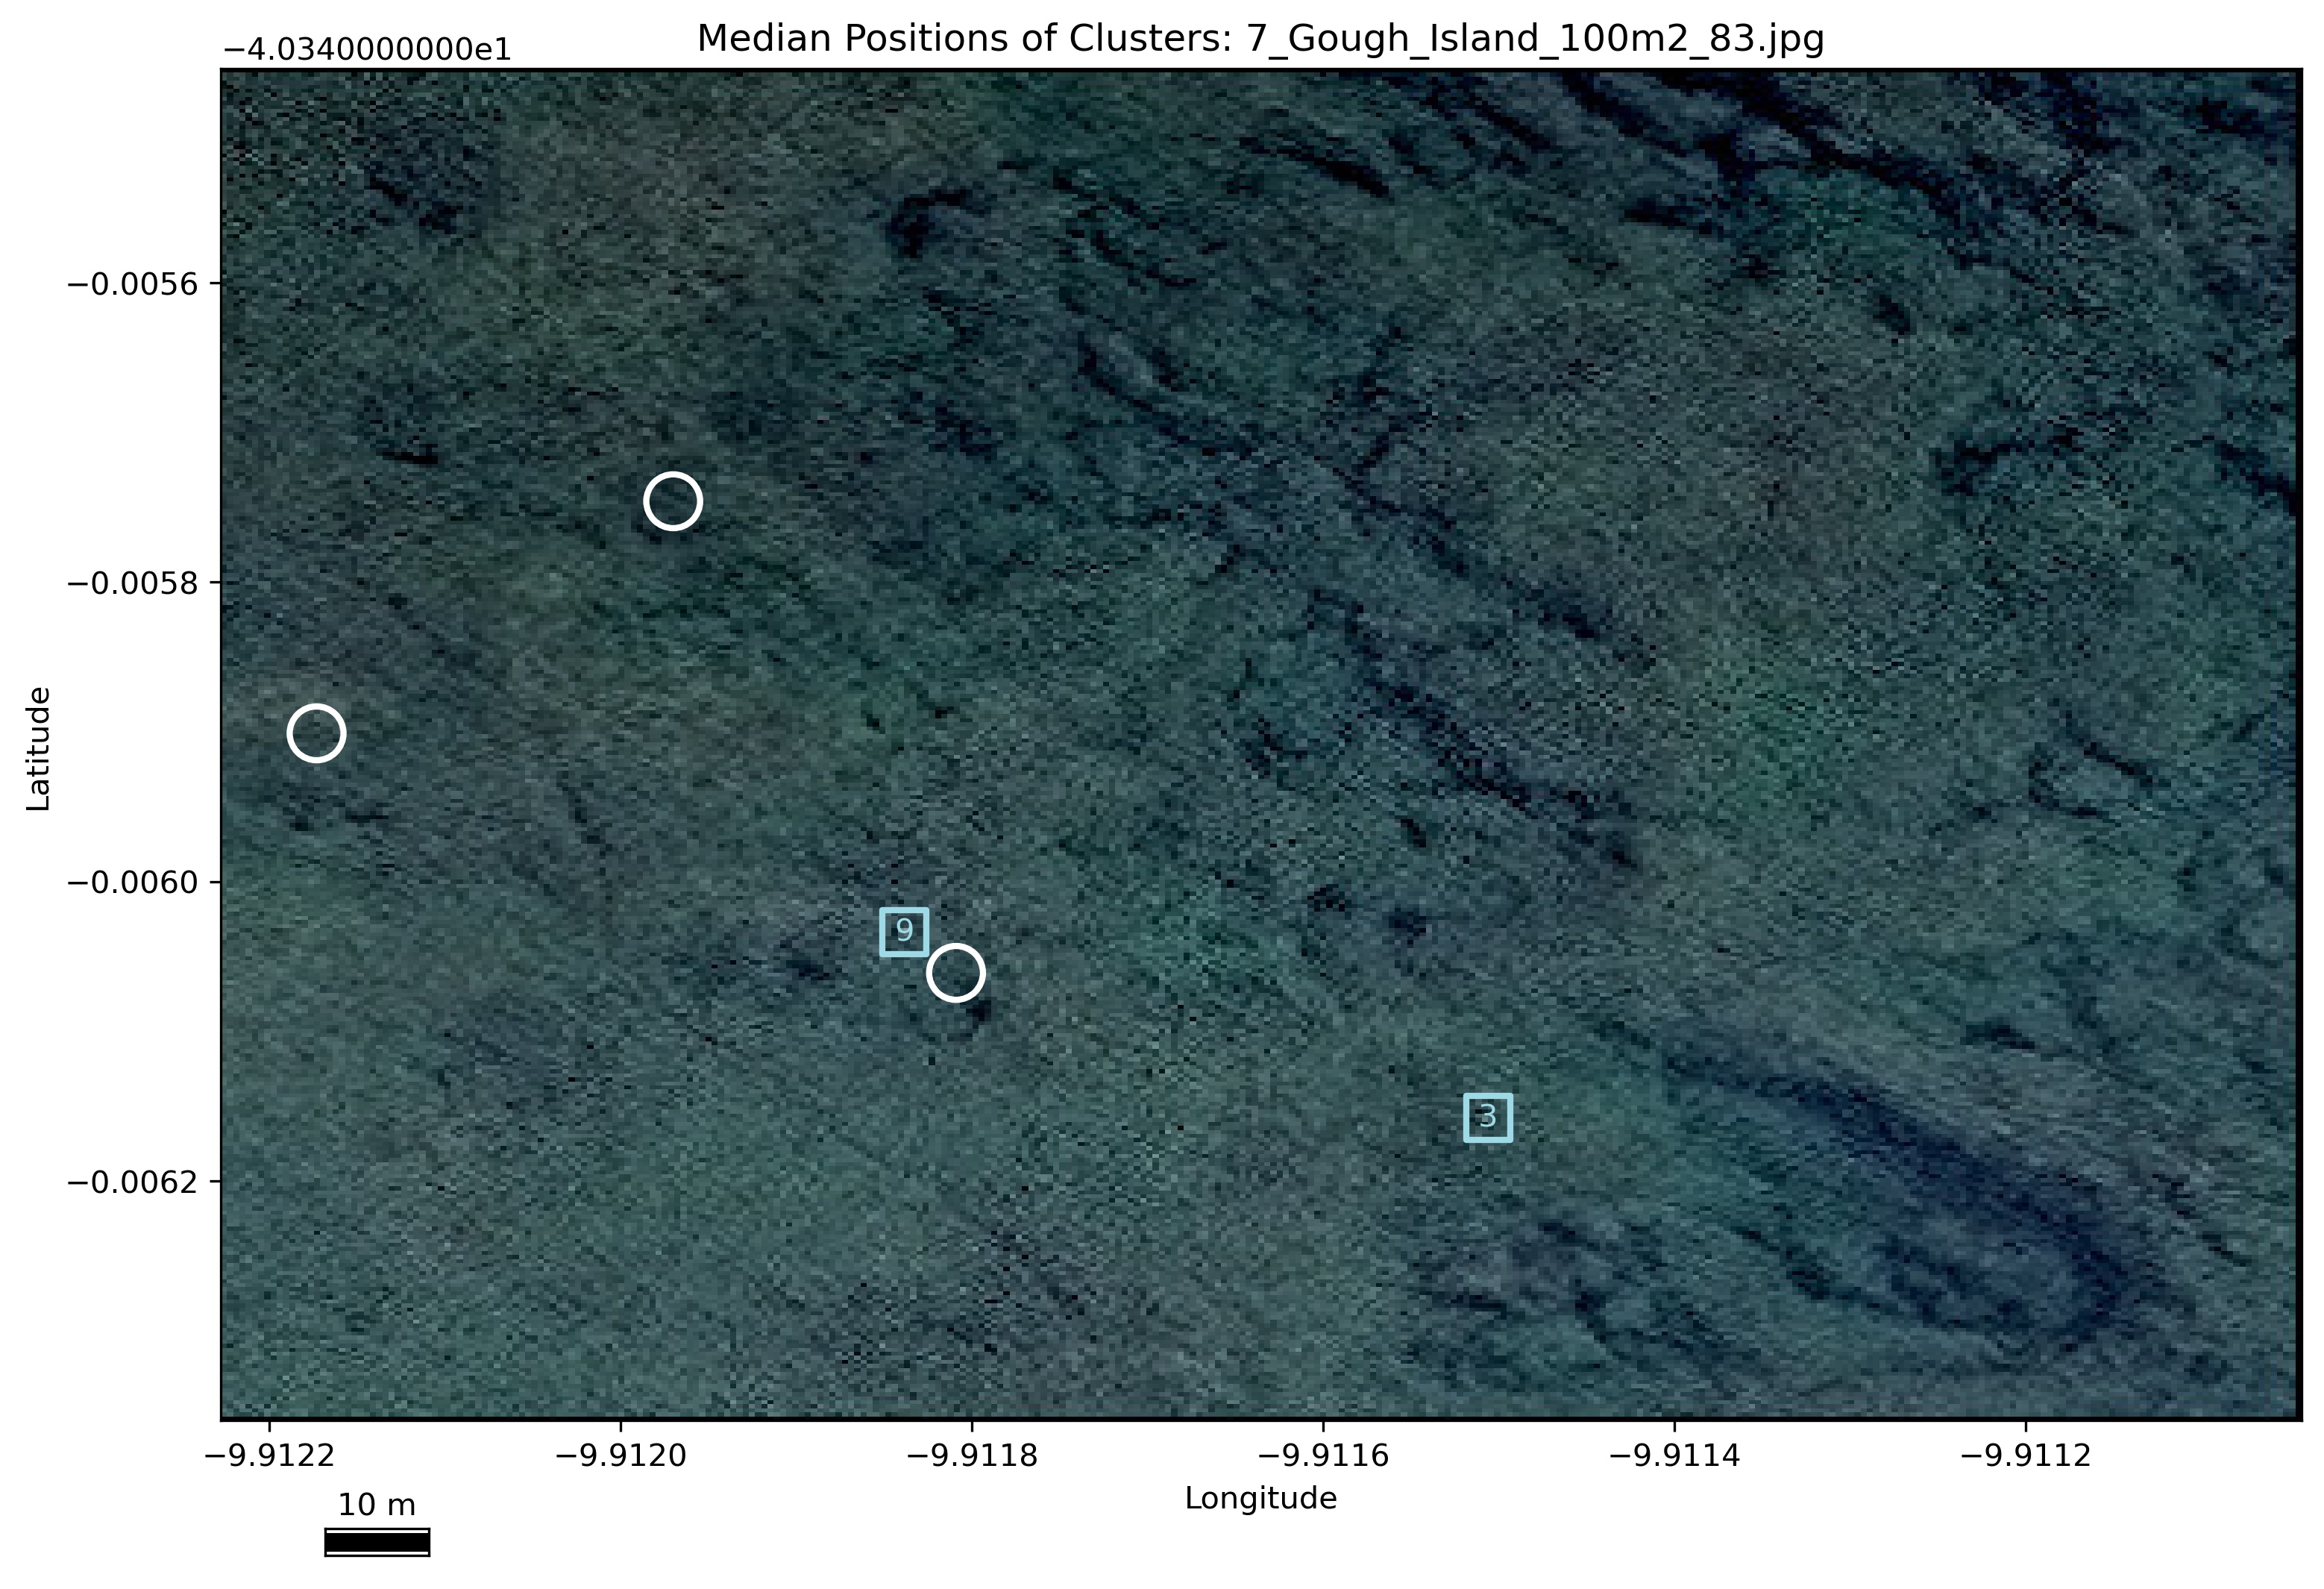 Median Positions of Clusters: 7_Gough_Island_100m2_83.jpg
−4.0340000000e1
−0.0056
−0.0058
−0.0060
−0.0062
Latitude
9
3
−9.9122 −9.9120 −9.9118 −9.9116 −9.9114 −9.9112
Longitude
10 m